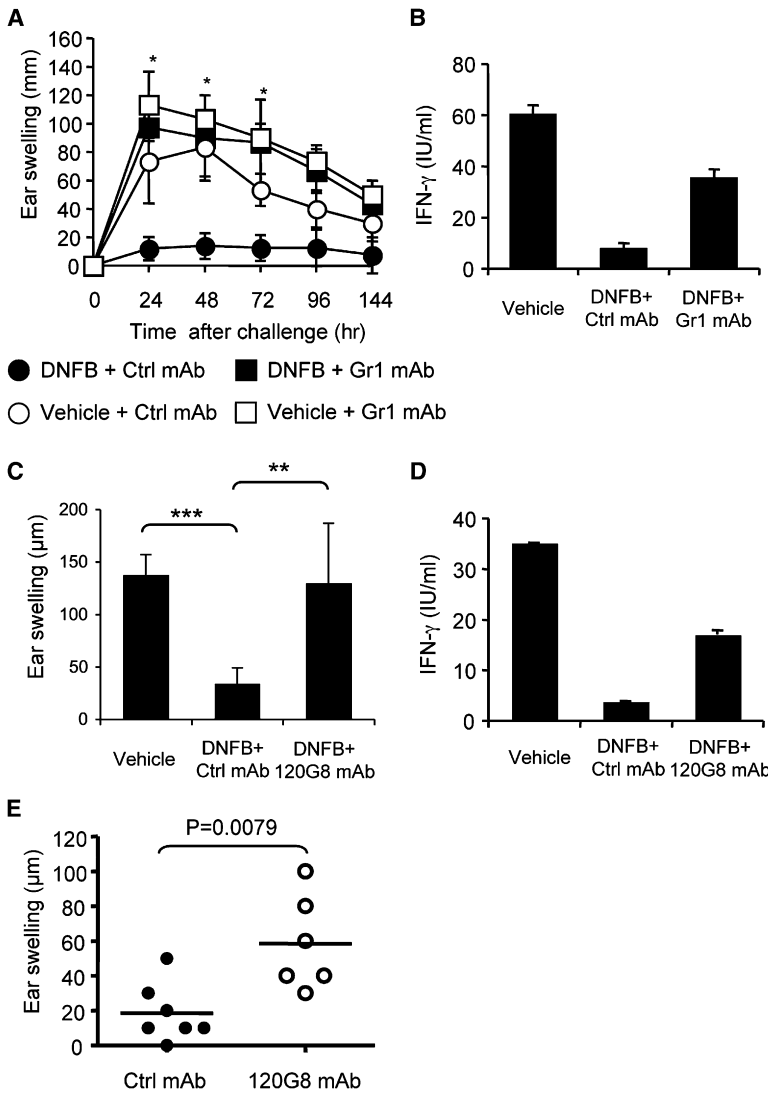 A
160
140
120
100
80
60
40
20
0
Ear swelling (mm)
*
*
*
0 24 48 72 96 144
Time after challenge (hr)
DNFB + Ctrl mAb
DNFB + Gr1 mAb
Vehicle + Ctrl mAb
Vehicle + Gr1 mAb
B
80
60
40
20
0
IFN-γ (IU/ml)
Vehicle
DNFB+
Ctrl mAb
DNFB+
Gr1 mAb
C
200
150
100
50
0
Ear swelling (µm)
***
**
Vehicle
DNFB+
Ctrl mAb
DNFB+
120G8 mAb
D
40
30
20
10
0
IFN-γ (IU/ml)
Vehicle
DNFB+
Ctrl mAb
DNFB+
120G8 mAb
E
120
100
80
60
40
20
0
Ear swelling (µm)
P=0.0079
Ctrl mAb
120G8 mAb